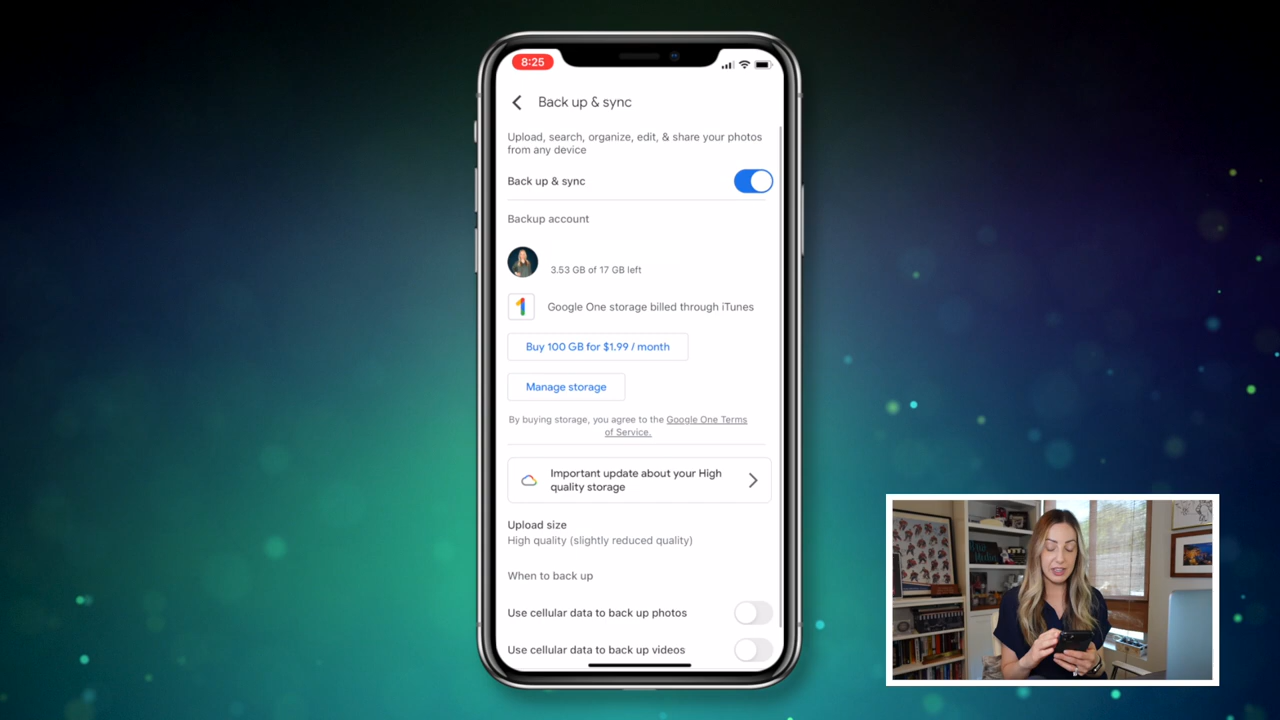 8:25
Back up & sync
Upload, search, organize, edit, & share your photos
from any device
Back up & sync
Backup account
3.53 GB of 17 GB left
Google One storage billed through iTunes
Buy 100 GB for $1.99 / month
Manage storage
By buying storage, you agree to the Google One Terms
of Service.
Important update about your High
quality storage
Upload size
High quality (slightly reduced quality)
When to back up
Use cellular data to back up photos
Use cellular data to back up videos